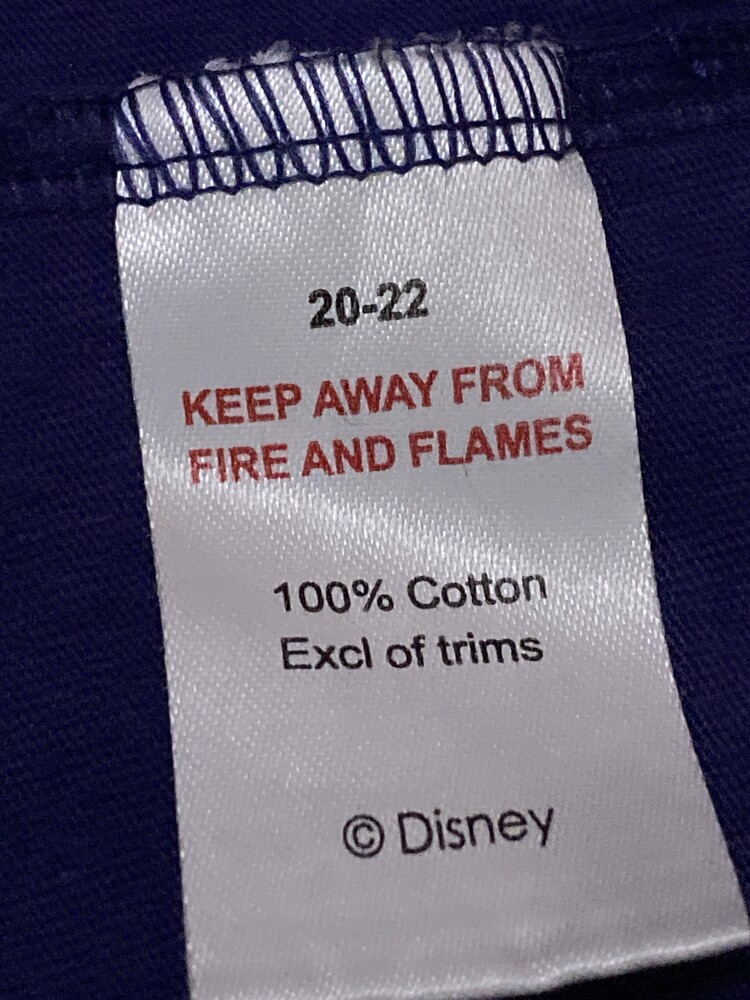 20-22
KEEP AWAY FROM
FIRE AND FLAMES
100% Cotton
Excl of trims
© Disney